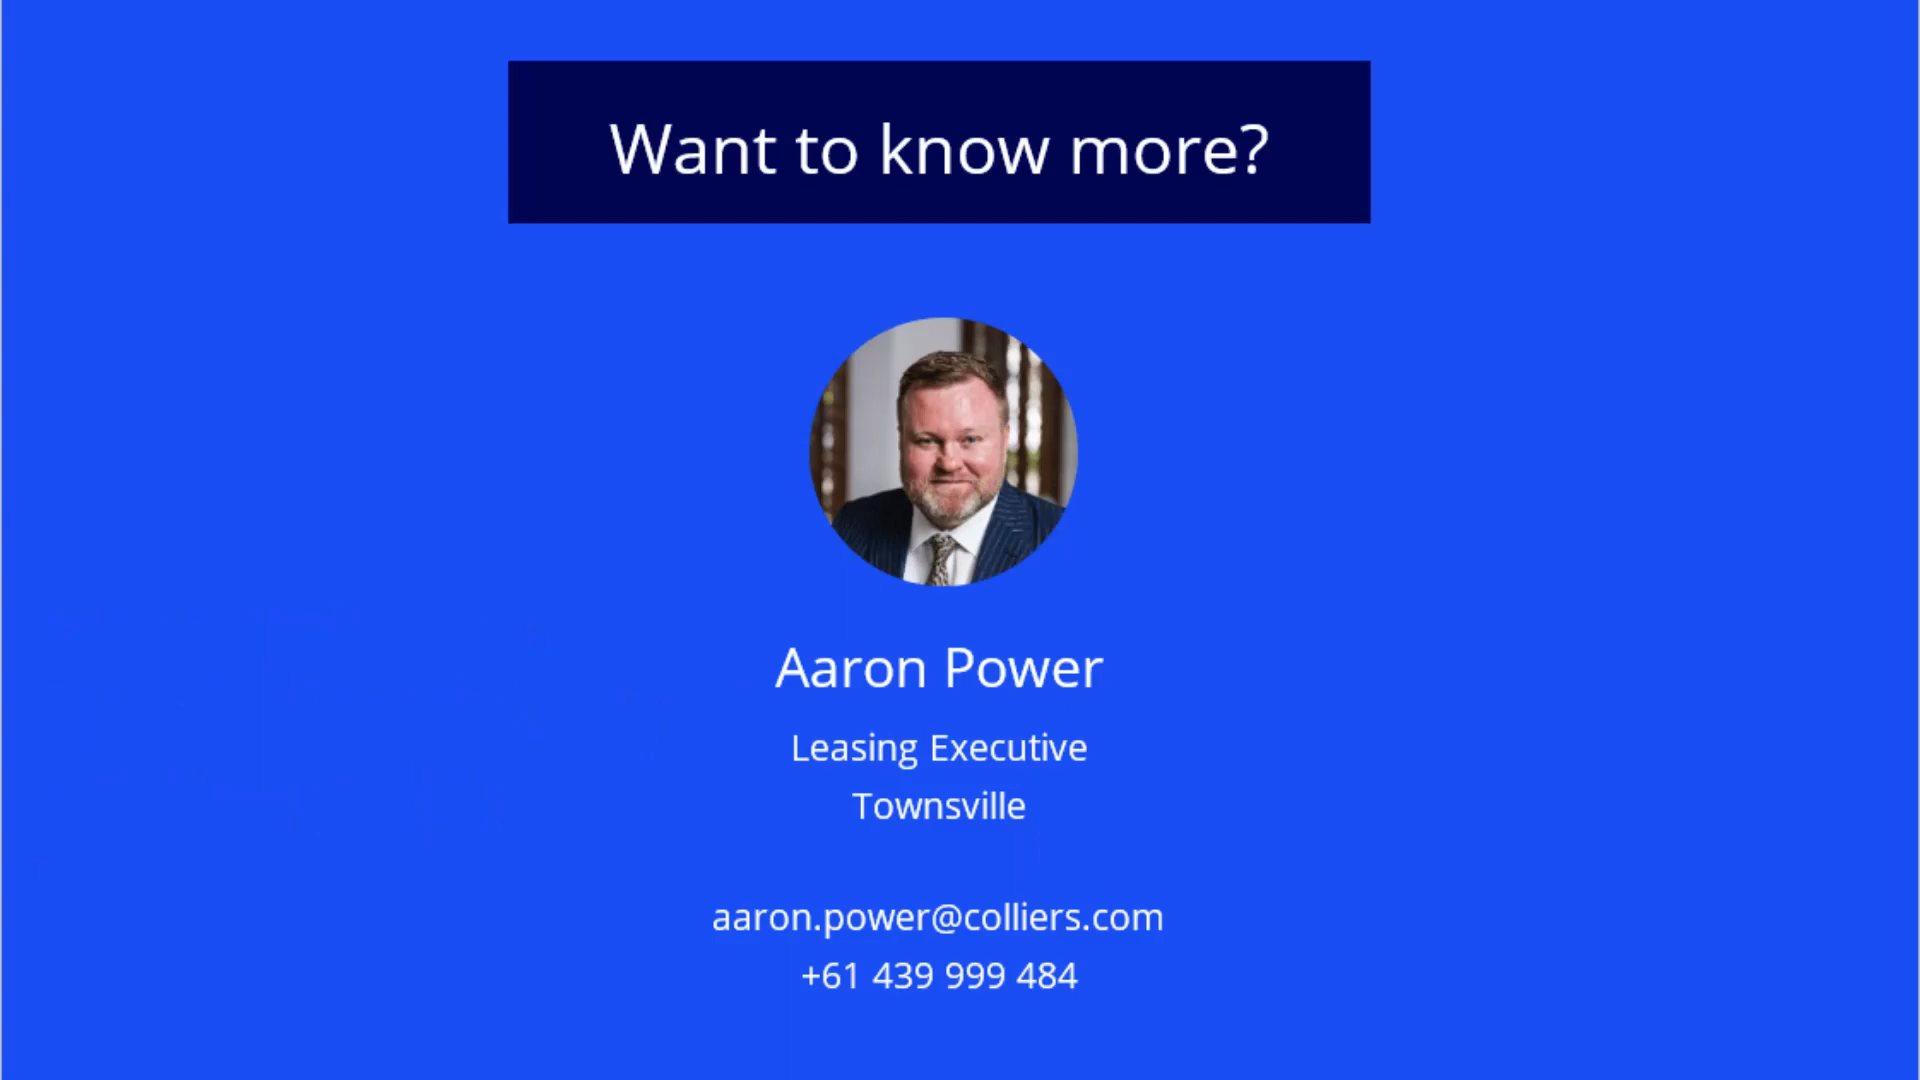 Want to know more?
Aaron Power
Leasing Executive
Townsville
aaron.power@colliers.com
+61 439 999 484